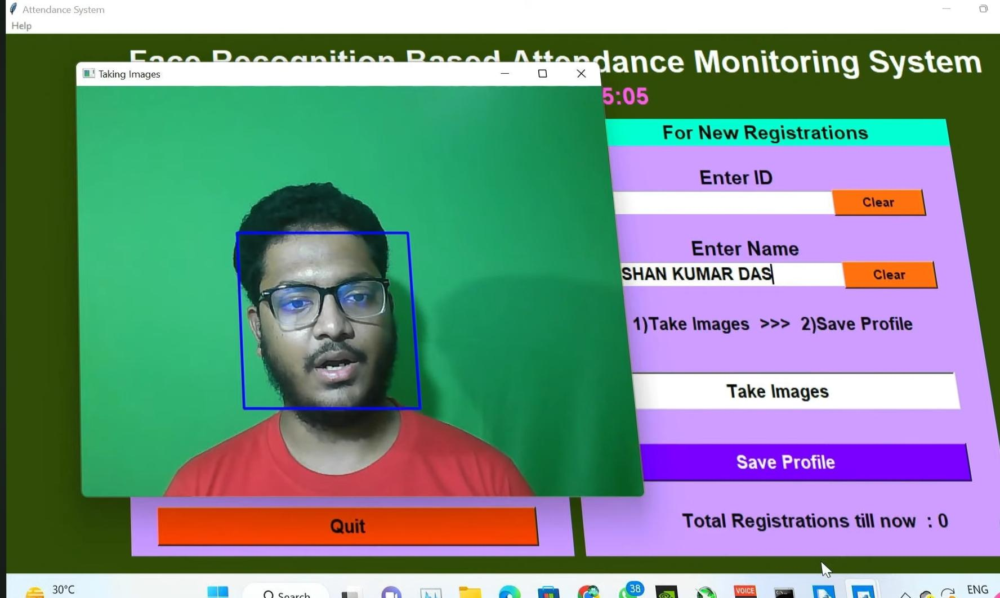 Attendance System
Help
Face Recognition Based Attendance Monitoring System
Taking Images
5:05
For New Registrations
Enter ID
Clear
Enter Name
SHAN KUMAR DAS
Clear
1)Take Images >>> 2)Save Profile
Take Images
Save Profile
Quit
Total Registrations till now : 0
30°C
Search
38
VOICE
ENG